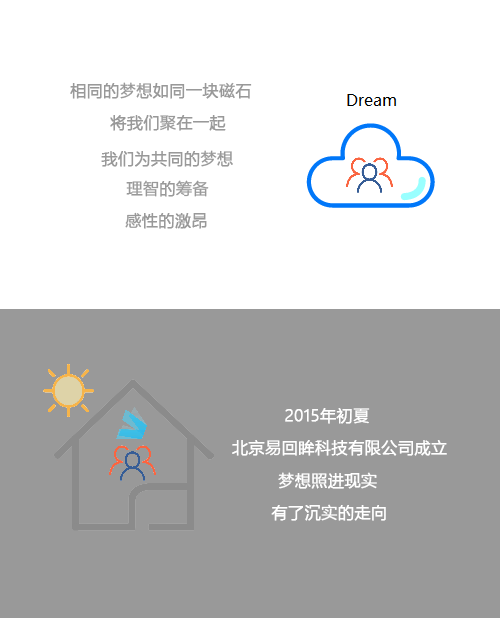 相同的梦想如同一块磁石
将我们聚在一起
我们为共同的梦想
理智的筹备
感性的激昂
Dream
2015年初夏
北京易回眸科技有限公司成立
梦想照进现实
有了沉实的走向